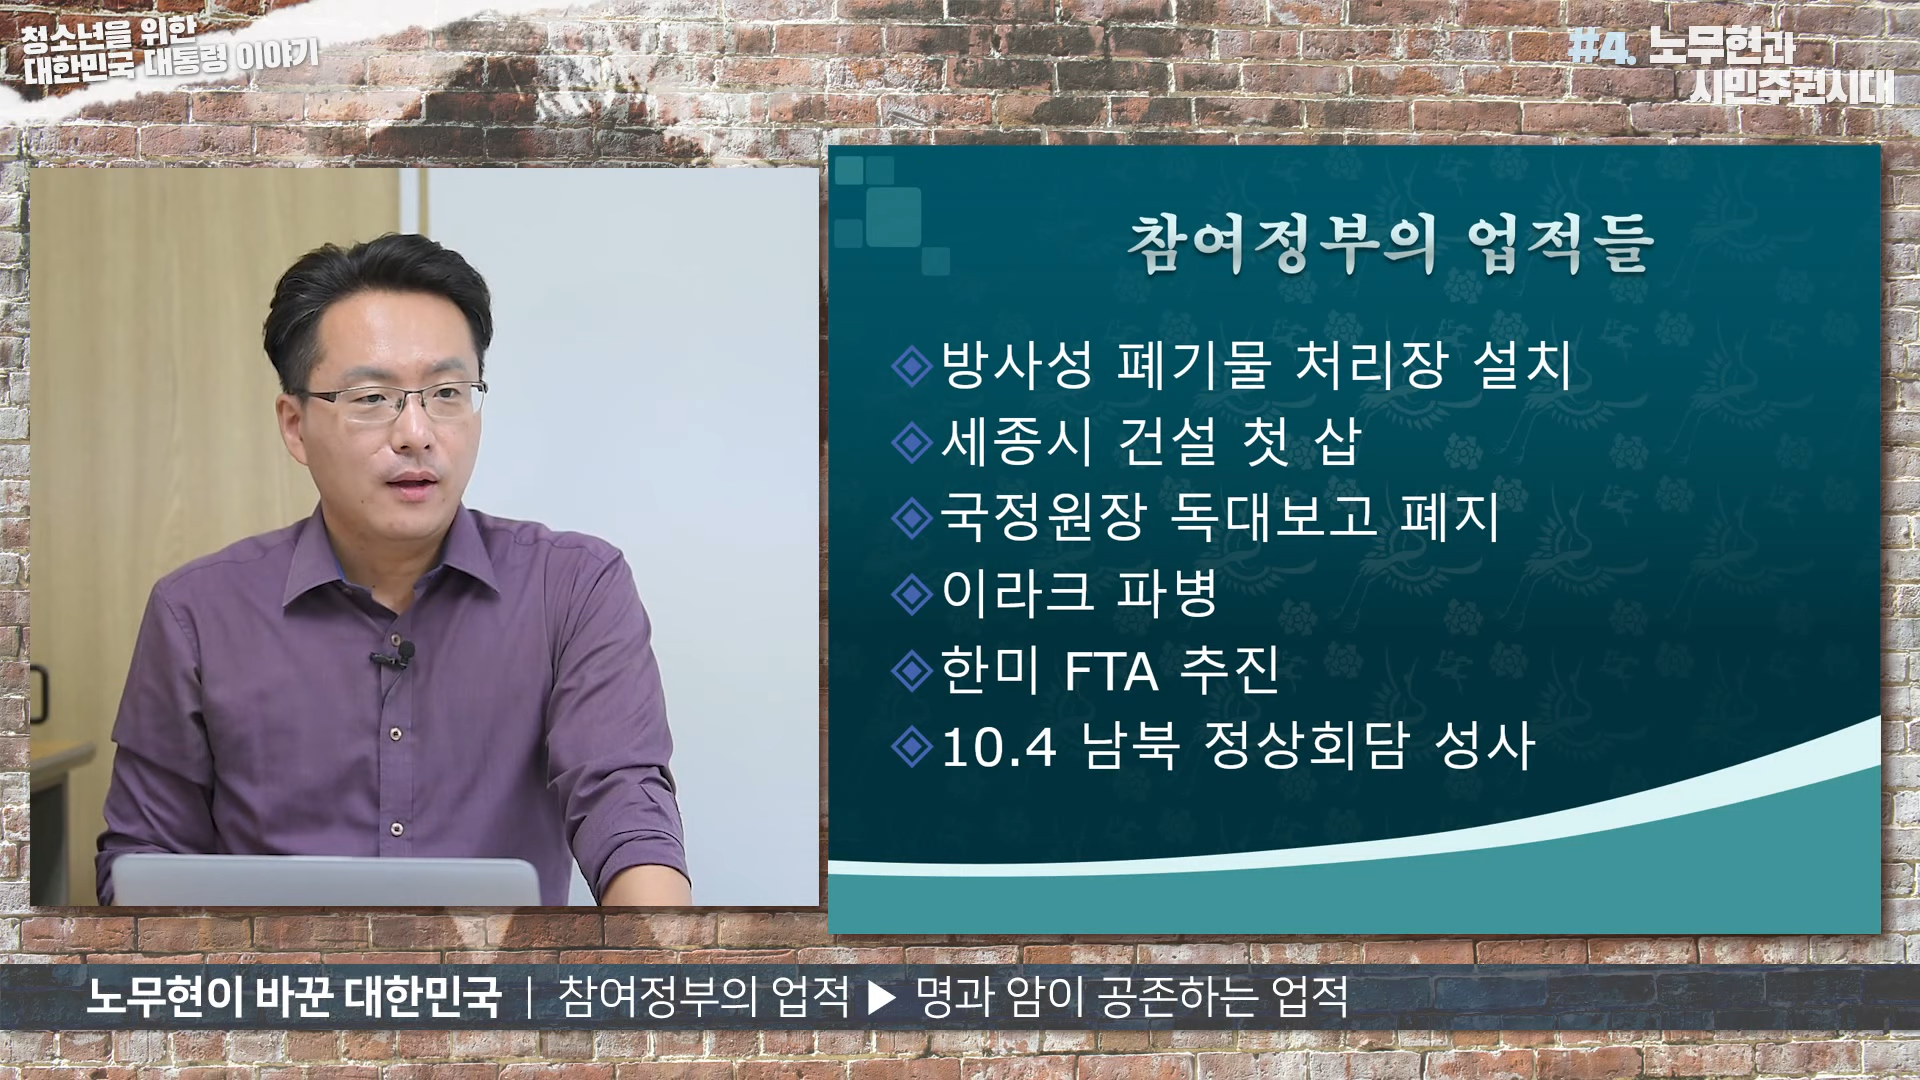 청소년을 위한
대한민국 대통령 이야기
#4. 노무현과
시민주권시대
참여정부의 업적들
방사성 폐기물 처리장 설치
세종시 건설 첫 삽
국정원장 독대보고 폐지
이라크 파병
한미 FTA 추진
10.4 남북 정상회담 성사
노무현이 바꾼 대한민국 | 참여정부의 업적 ▶ 명과 암이 공존하는 업적